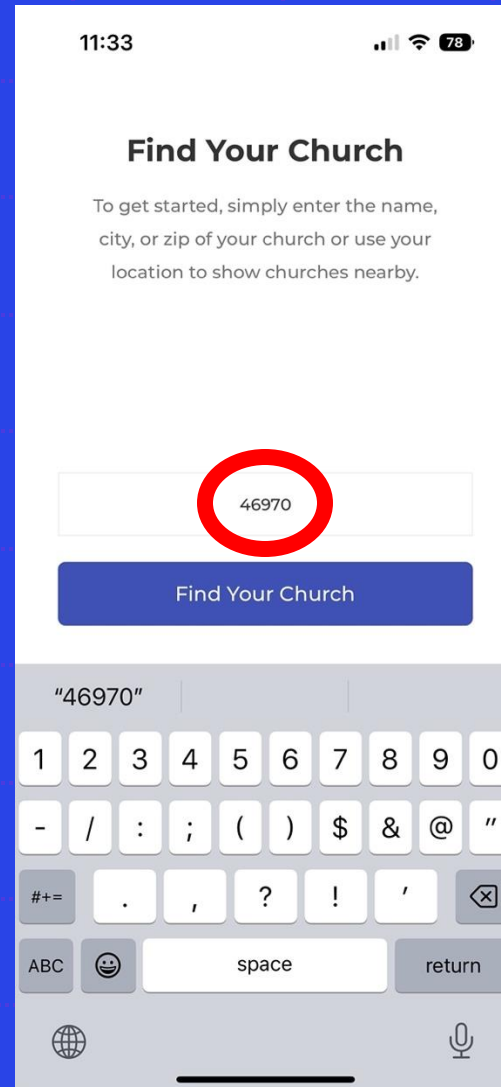 11:33 78
Find Your Church
To get started, simply enter the name,
city, or zip of your church or use your
location to show churches nearby.
46970
Find Your Church
"46970"
1 2 3 4 5 6 7 8 9 0
- / : ; ( ) $ & @ "
#+= . , ? ! '
ABC space return